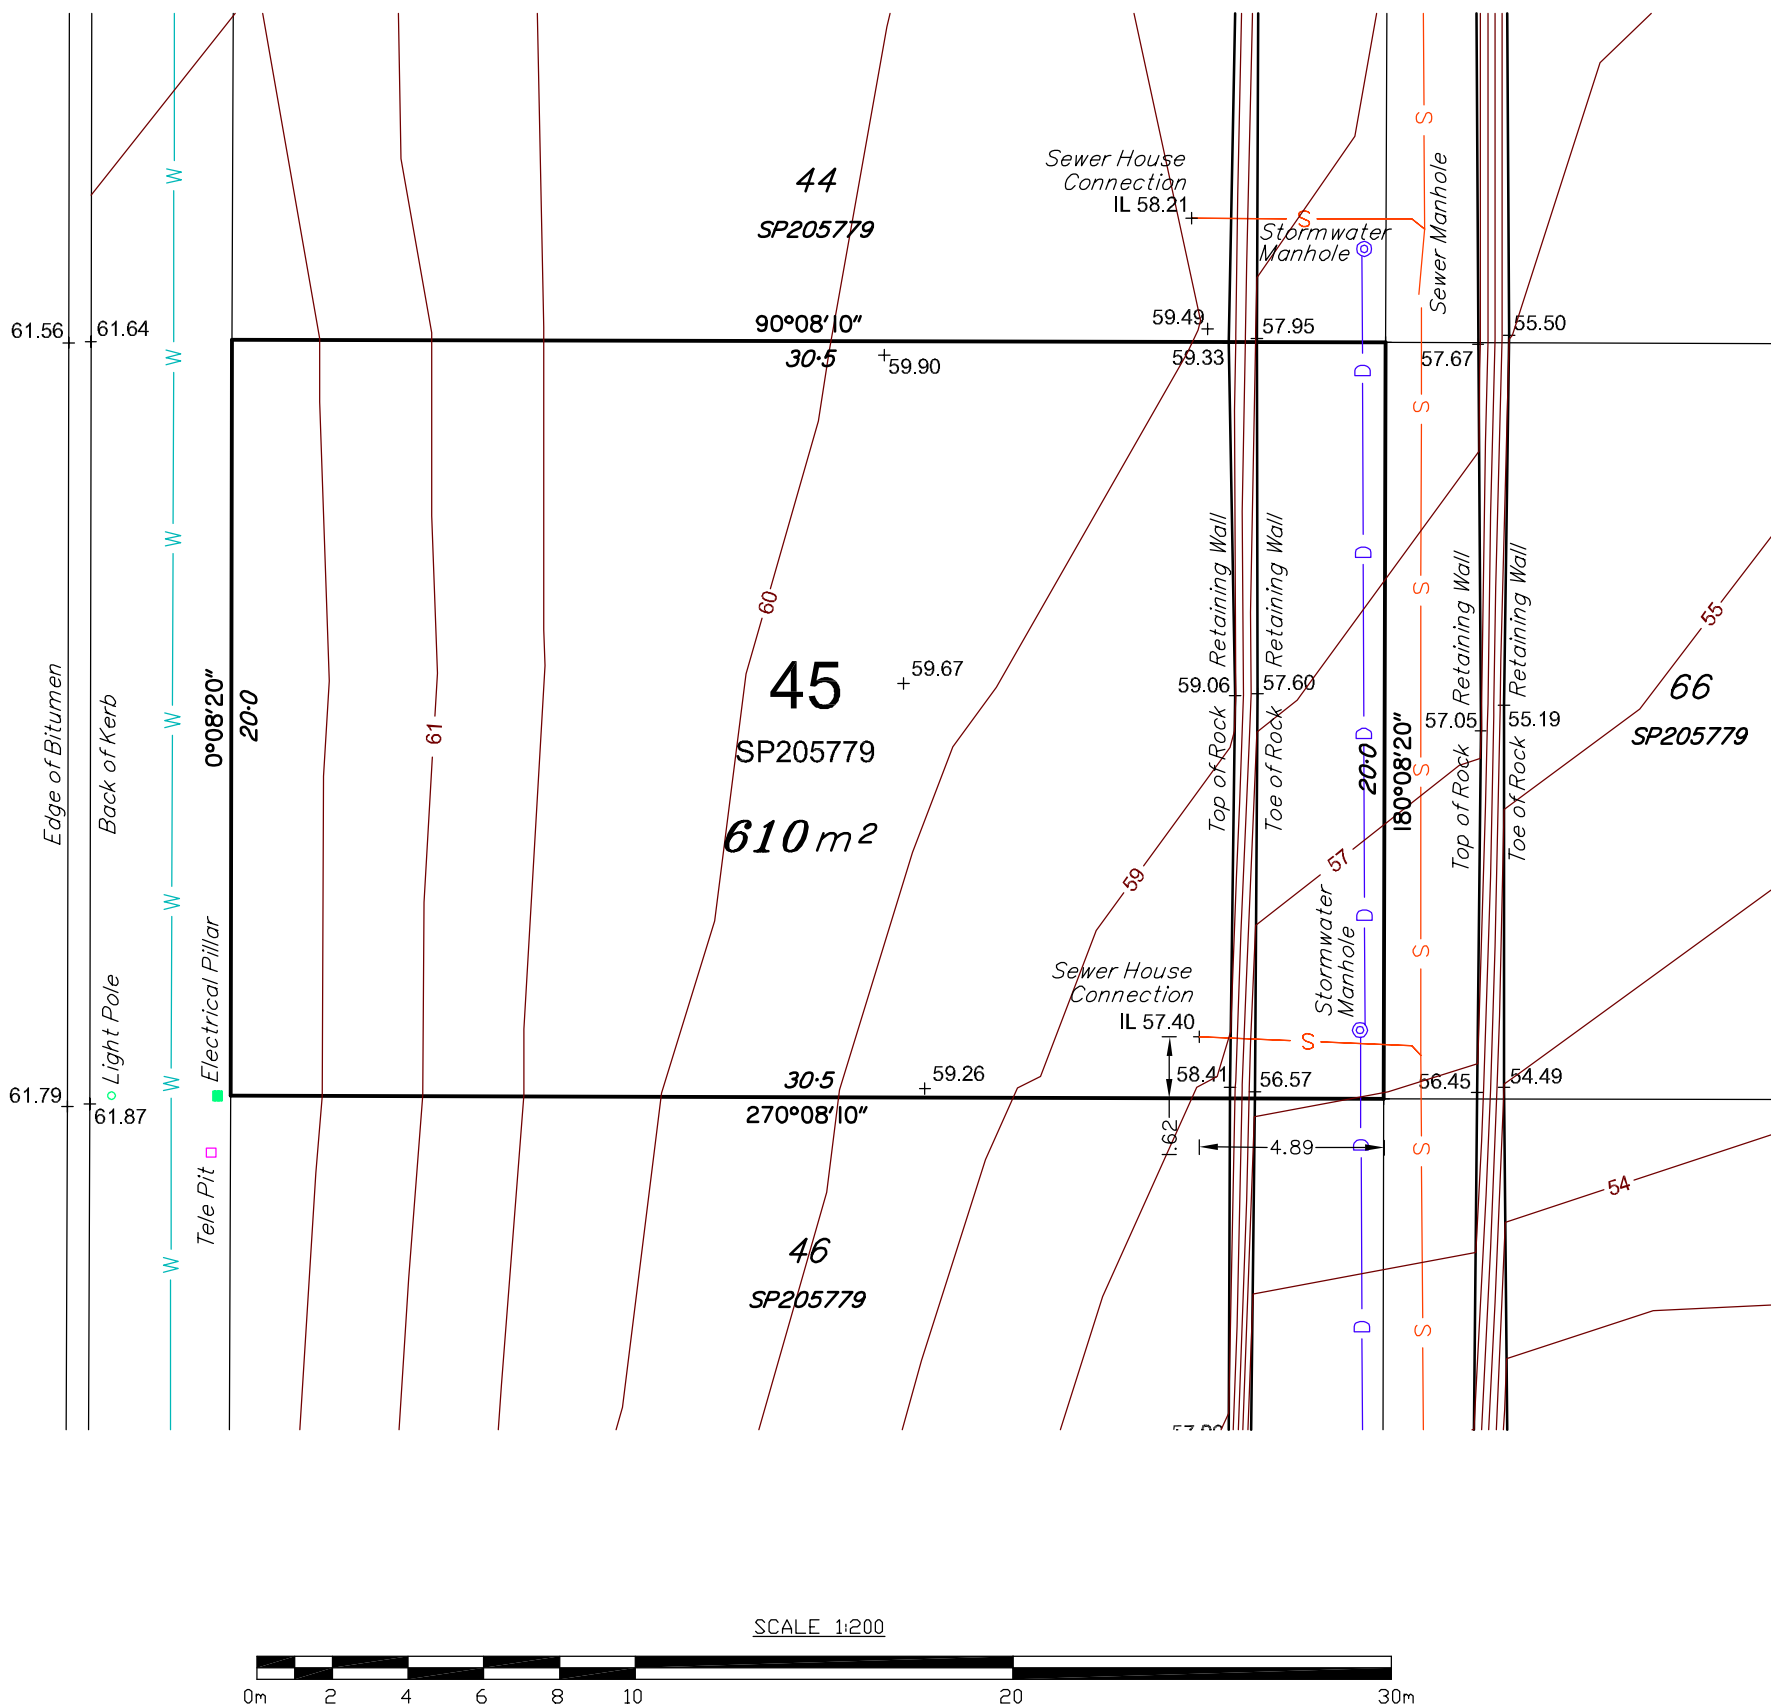 44
SP205779
Sewer House
Connection
IL 58.21
S
S
Stormwater
Manhole
Sewer Manhole
W
61.56
61.64
W
90°08'10"
30·5
59.90
59.49
59.33
57.95
57.67
55.50
D
S
W
D
S
Top of Rock Retaining Wall
Toe of Rock Retaining Wall
Top of Rock Retaining Wall
Toe of Rock Retaining Wall
60
55
Edge of Bitumen
Back of Kerb
0°08'20"
20·0
W
61
45
SP205779
610 m²
59.67
59.06
57.60
D
20·0
180°08'20"
S
57.05
55.19
66
SP205779
59
57
W
D
S
Stormwater
Manhole
Light Pole
Electrical Pillar
Sewer House
Connection
IL 57.40
S
61.79
61.87
W
30·5
270°08'10"
59.26
58.41
56.57
56.45
54.49
1.62
4.89
D
S
Tele Pit
54
W
46
SP205779
D
S
SCALE 1:200
0m 2 4 6 8 10 20 30m